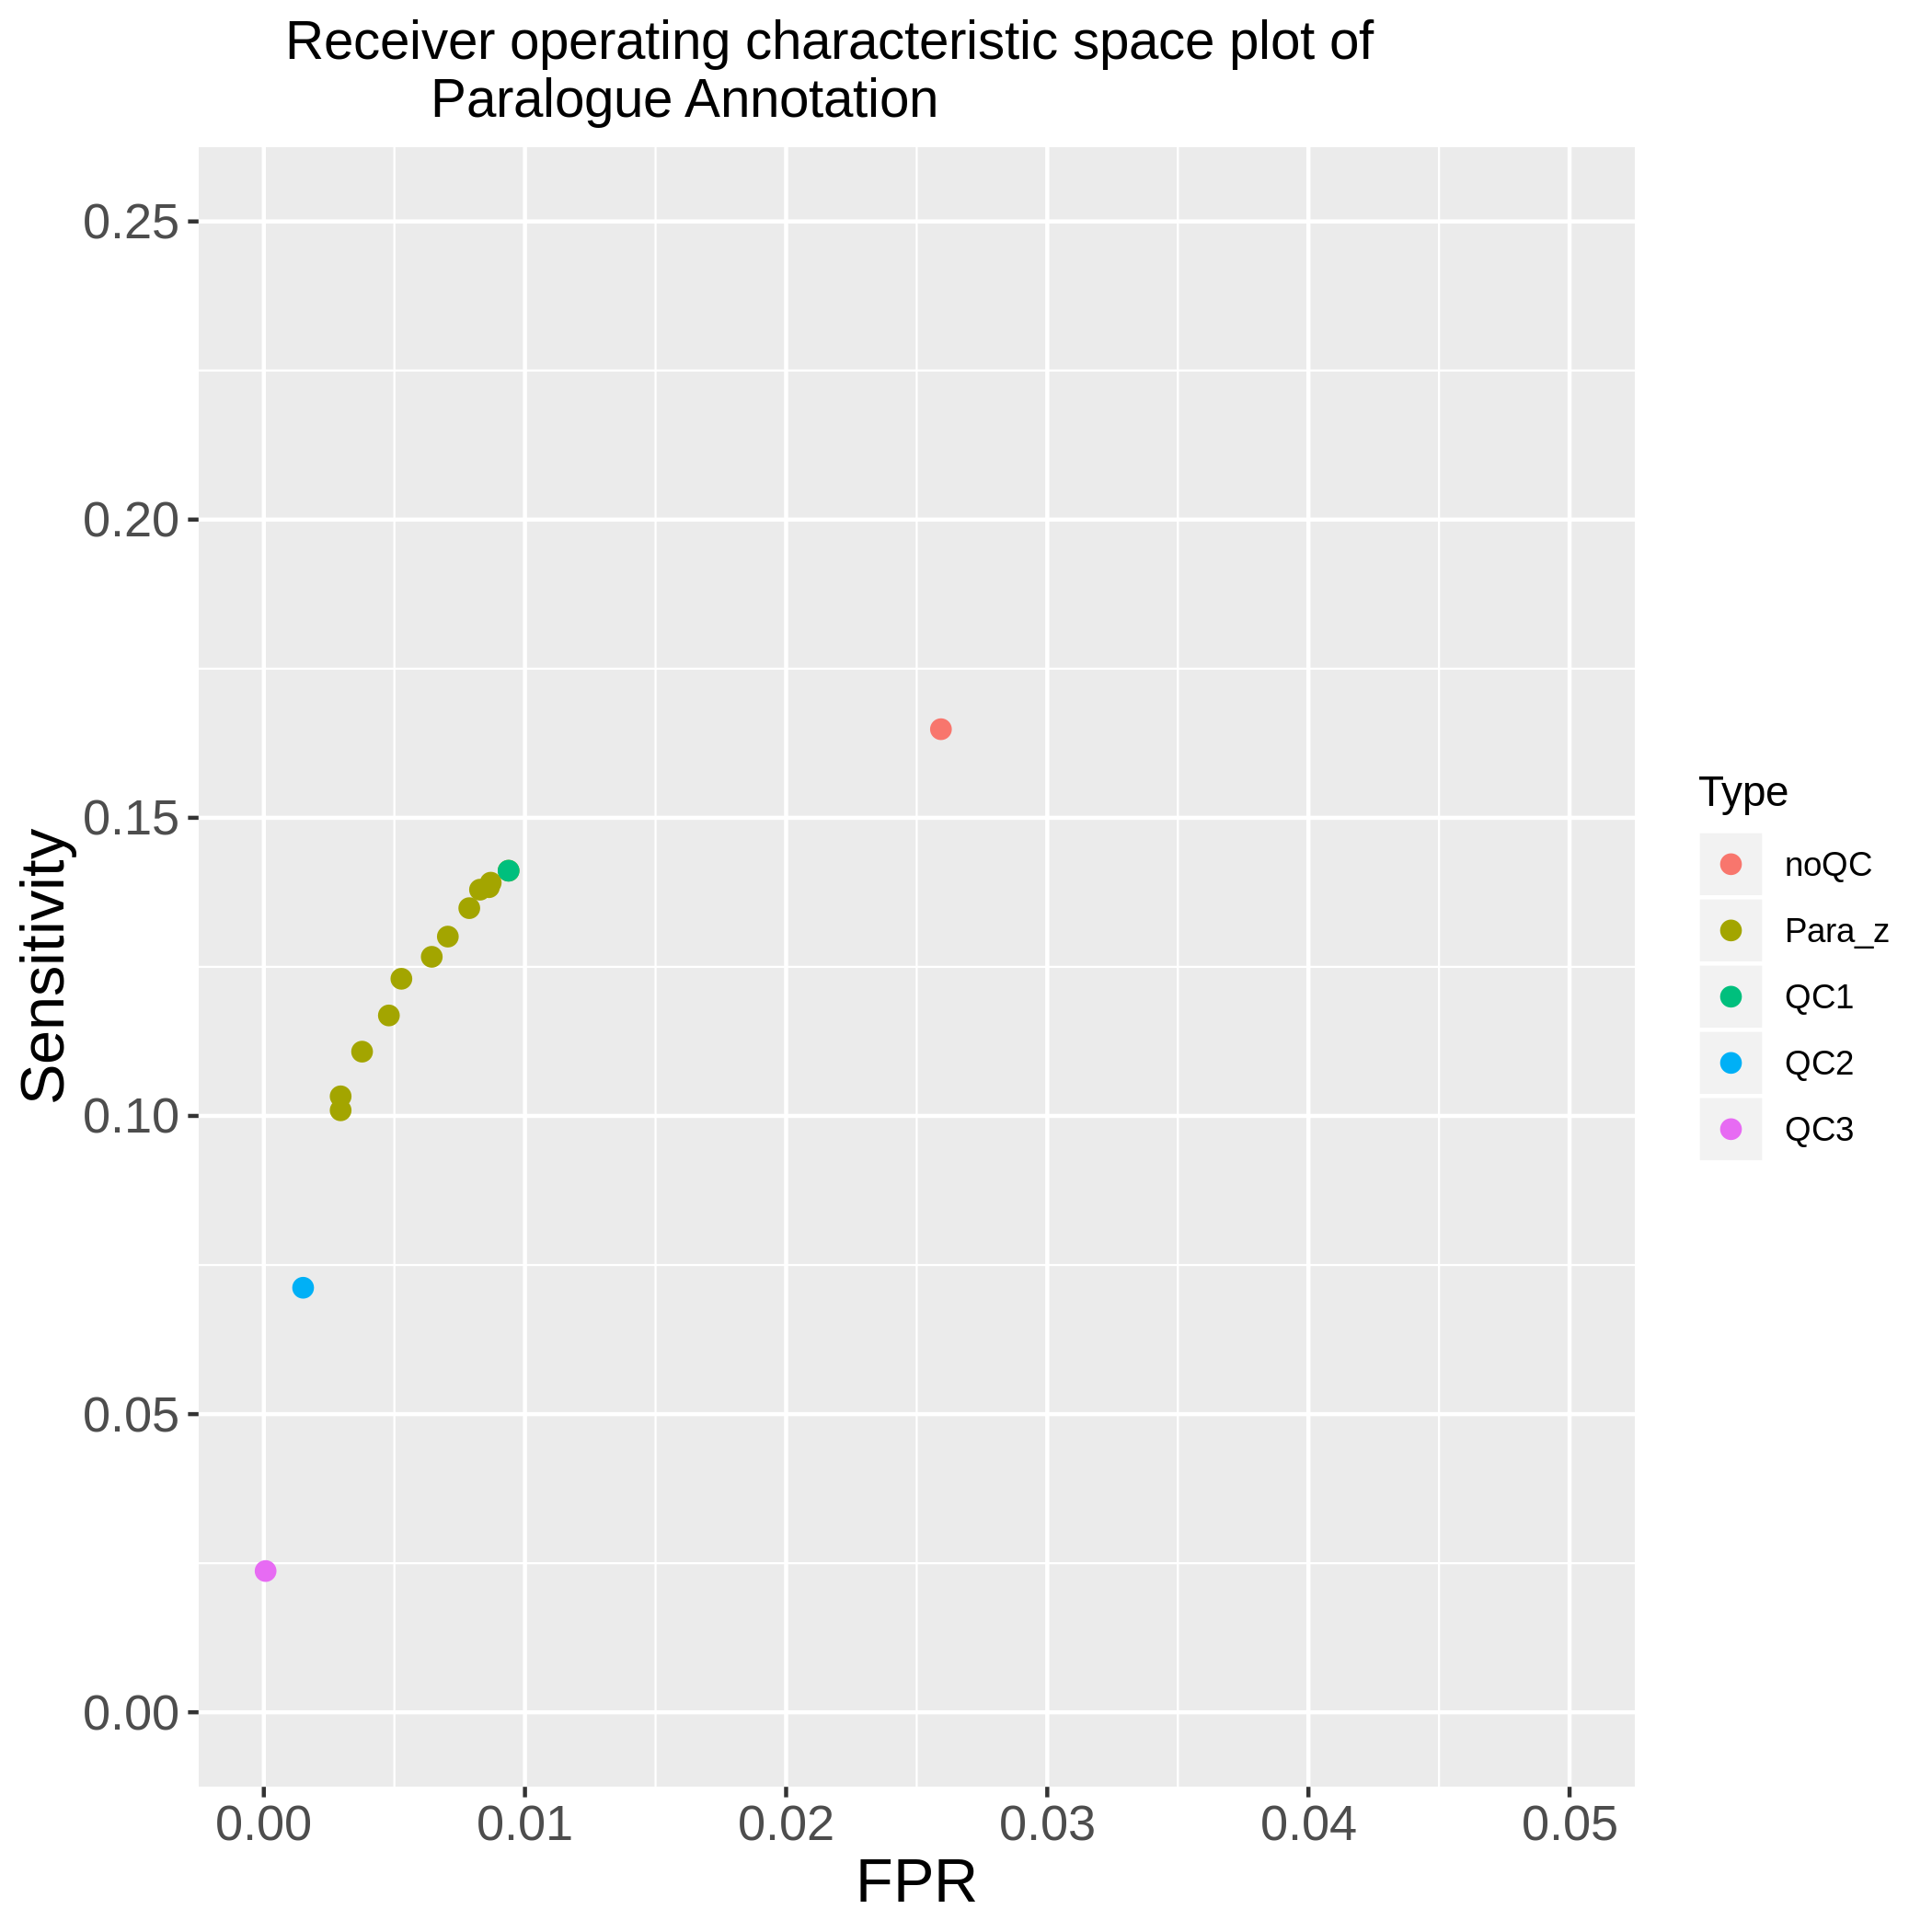 Receiver operating characteristic space plot of
Paralogue Annotation
Sensitivity
0.25
0.20
0.15
0.10
0.05
0.00
0.00 0.01 0.02 0.03 0.04 0.05
FPR
Type
noQC
Para_z
QC1
QC2
QC3